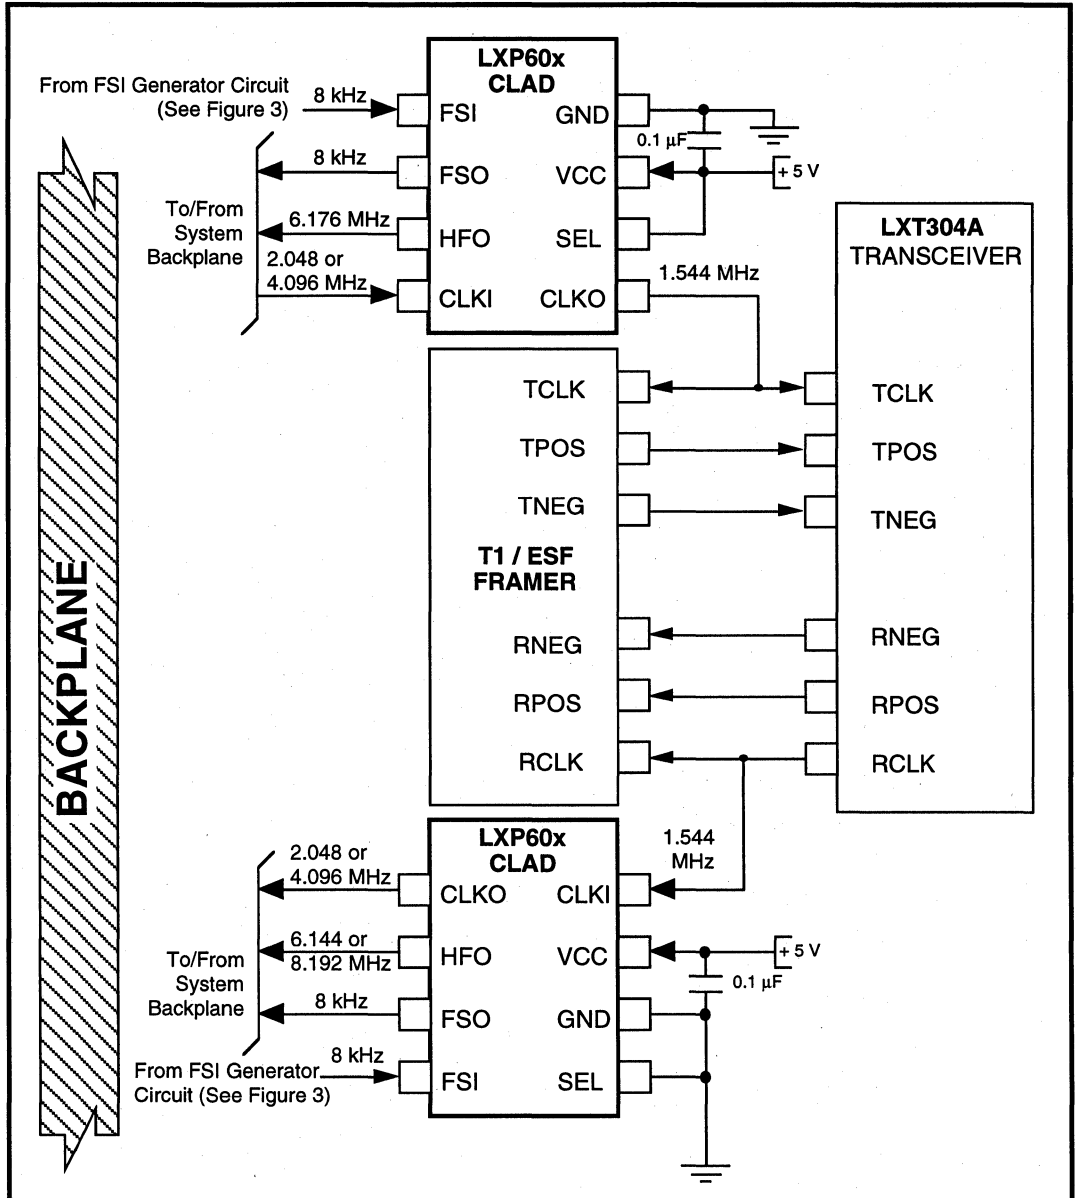 LXP60x
CLAD
From FSI Generator Circuit
(See Figure 3)
8 kHz
FSI
GND
0.1 µF
8 kHz
FSO
VCC
+ 5 V
To/From
System
Backplane
6.176 MHz
HFO
SEL
2.048 or
4.096 MHz
CLKI
CLKO
1.544 MHz
LXT304A
TRANSCEIVER
TCLK
TCLK
TPOS
TPOS
TNEG
TNEG
T1 / ESF
FRAMER
RNEG
RNEG
RPOS
RPOS
RCLK
RCLK
BACKPLANE
LXP60x
CLAD
1.544
MHz
2.048 or
4.096 MHz
CLKO
CLKI
6.144 or
8.192 MHz
HFO
VCC
+ 5 V
0.1 µF
To/From
System
Backplane
8 kHz
FSO
GND
From FSI Generator
Circuit (See Figure 3)
8 kHz
FSI
SEL